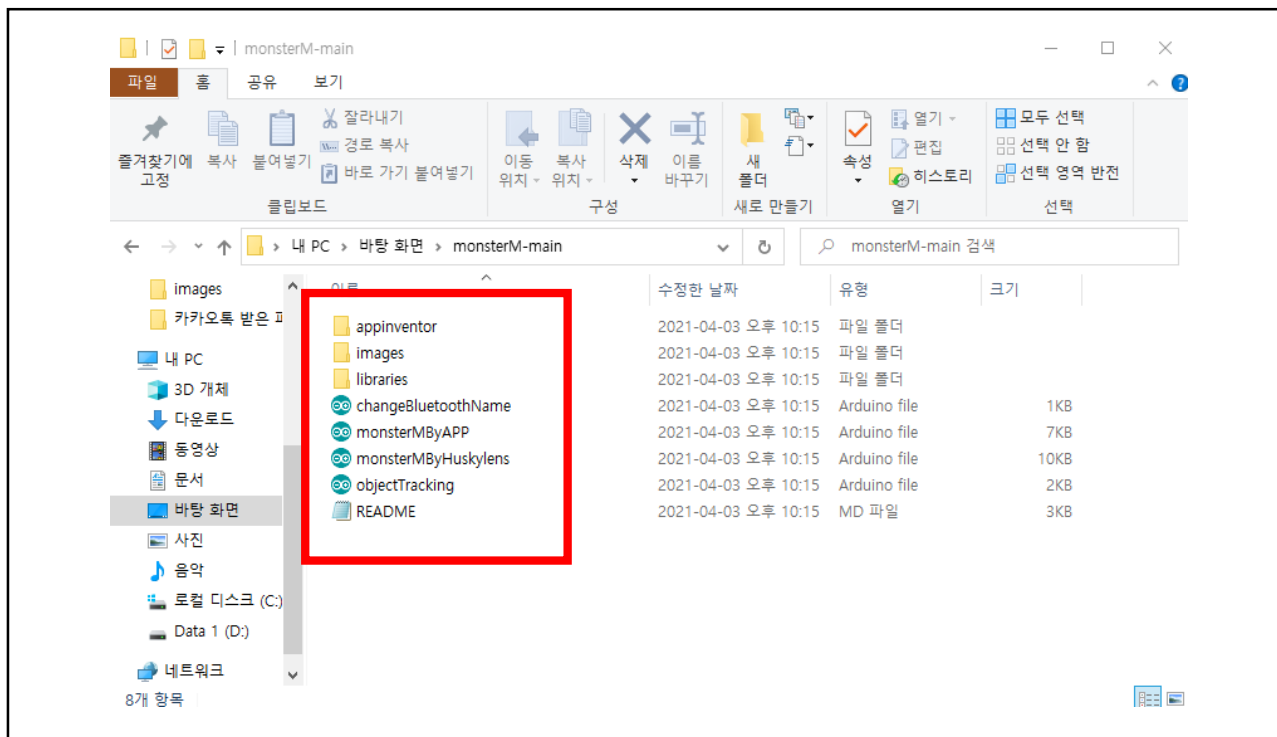 monsterM-main
파일 홈 공유 보기
즐겨찾기에 고정
복사
붙여넣기
잘라내기
경로 복사
바로 가기 붙여넣기
클립보드
이동 위치
복사 위치
삭제
이름 바꾸기
구성
새 폴더
새로 만들기
속성
열기
편집
히스토리
열기
모두 선택
선택 안 함
선택 영역 반전
선택
내 PC › 바탕 화면 › monsterM-main
monsterM-main 검색
images
카카오톡 받은
내 PC
3D 개체
다운로드
동영상
문서
바탕 화면
사진
음악
로컬 디스크 (C:)
Data 1 (D:)
네트워크
수정한 날짜 유형 크기
appinventor 2021-04-03 오후 10:15 파일 폴더
images 2021-04-03 오후 10:15 파일 폴더
libraries 2021-04-03 오후 10:15 파일 폴더
changeBluetoothName 2021-04-03 오후 10:15 Arduino file 1KB
monsterMByAPP 2021-04-03 오후 10:15 Arduino file 7KB
monsterMByHuskylens 2021-04-03 오후 10:15 Arduino file 10KB
objectTracking 2021-04-03 오후 10:15 Arduino file 2KB
README 2021-04-03 오후 10:15 MD 파일 3KB
8개 항목